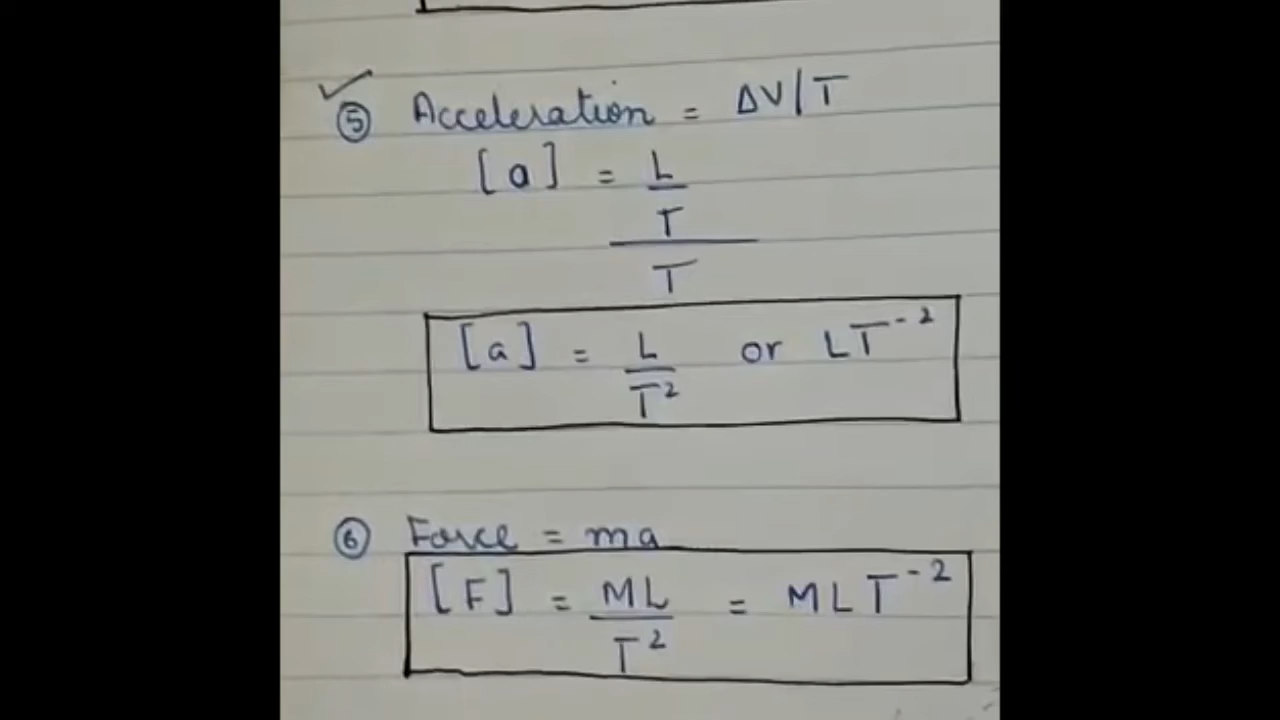 ✓
⑤ Acceleration = ΔV/T
[a] = L
T
T
[a] = L/T² or LT⁻²
⑥ Force = ma
[F] = ML/T² = MLT⁻²